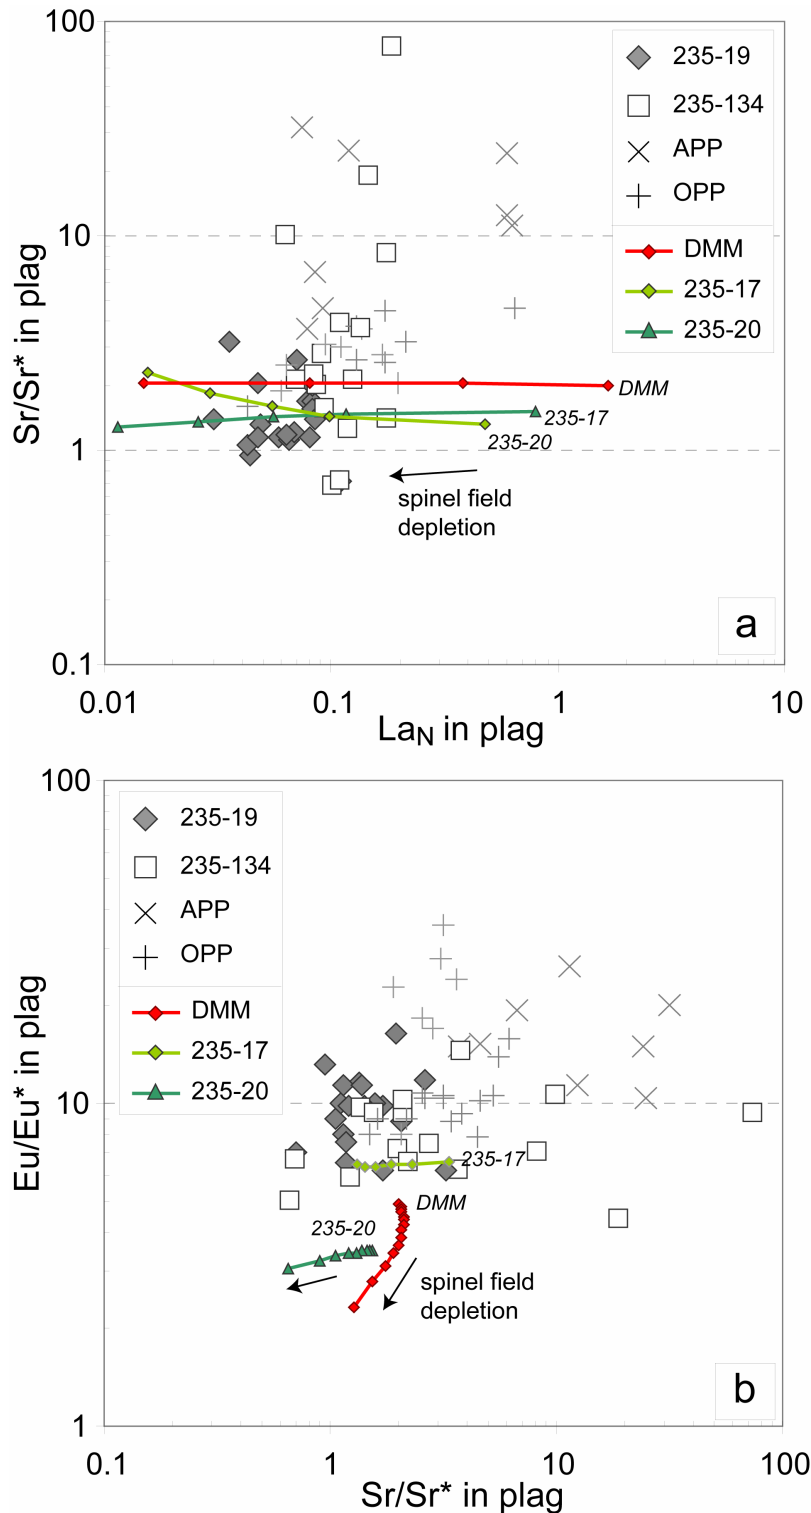 100
235-19
235-134
APP
OPP
10
DMM
235-17
235-20
Sr/Sr* in plag
DMM
235-17
235-20
1
spinel field
depletion
a
0.1
0.01
0.1
1
10
LaN in plag
100
235-19
235-134
APP
OPP
DMM
235-17
235-20
10
Eu/Eu* in plag
235-17
DMM
235-20
spinel field
depletion
b
1
0.1
1
10
100
Sr/Sr* in plag